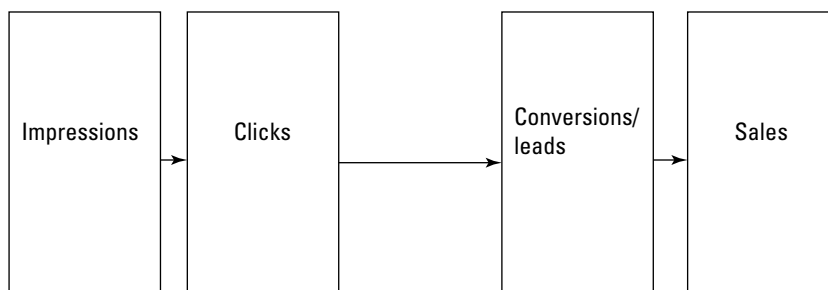 Impressions
Clicks
Conversions/
leads
Sales